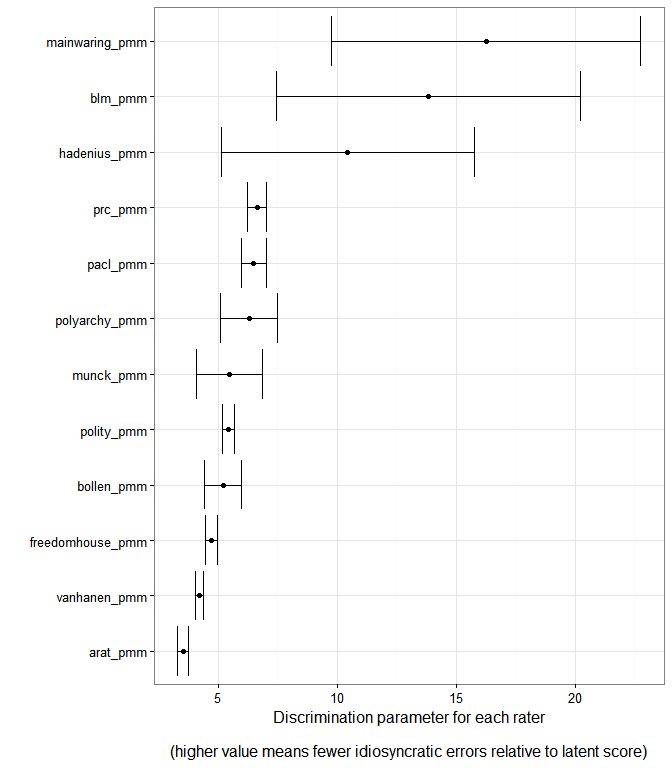 mainwaring_pmm
blm_pmm
hadenius_pmm
prc_pmm
pacl_pmm
polyarchy_pmm
munck_pmm
polity_pmm
bollen_pmm
freedomhouse_pmm
vanhanen_pmm
arat_pmm
5 10 15 20
Discrimination parameter for each rater
(higher value means fewer idiosyncratic errors relative to latent score)